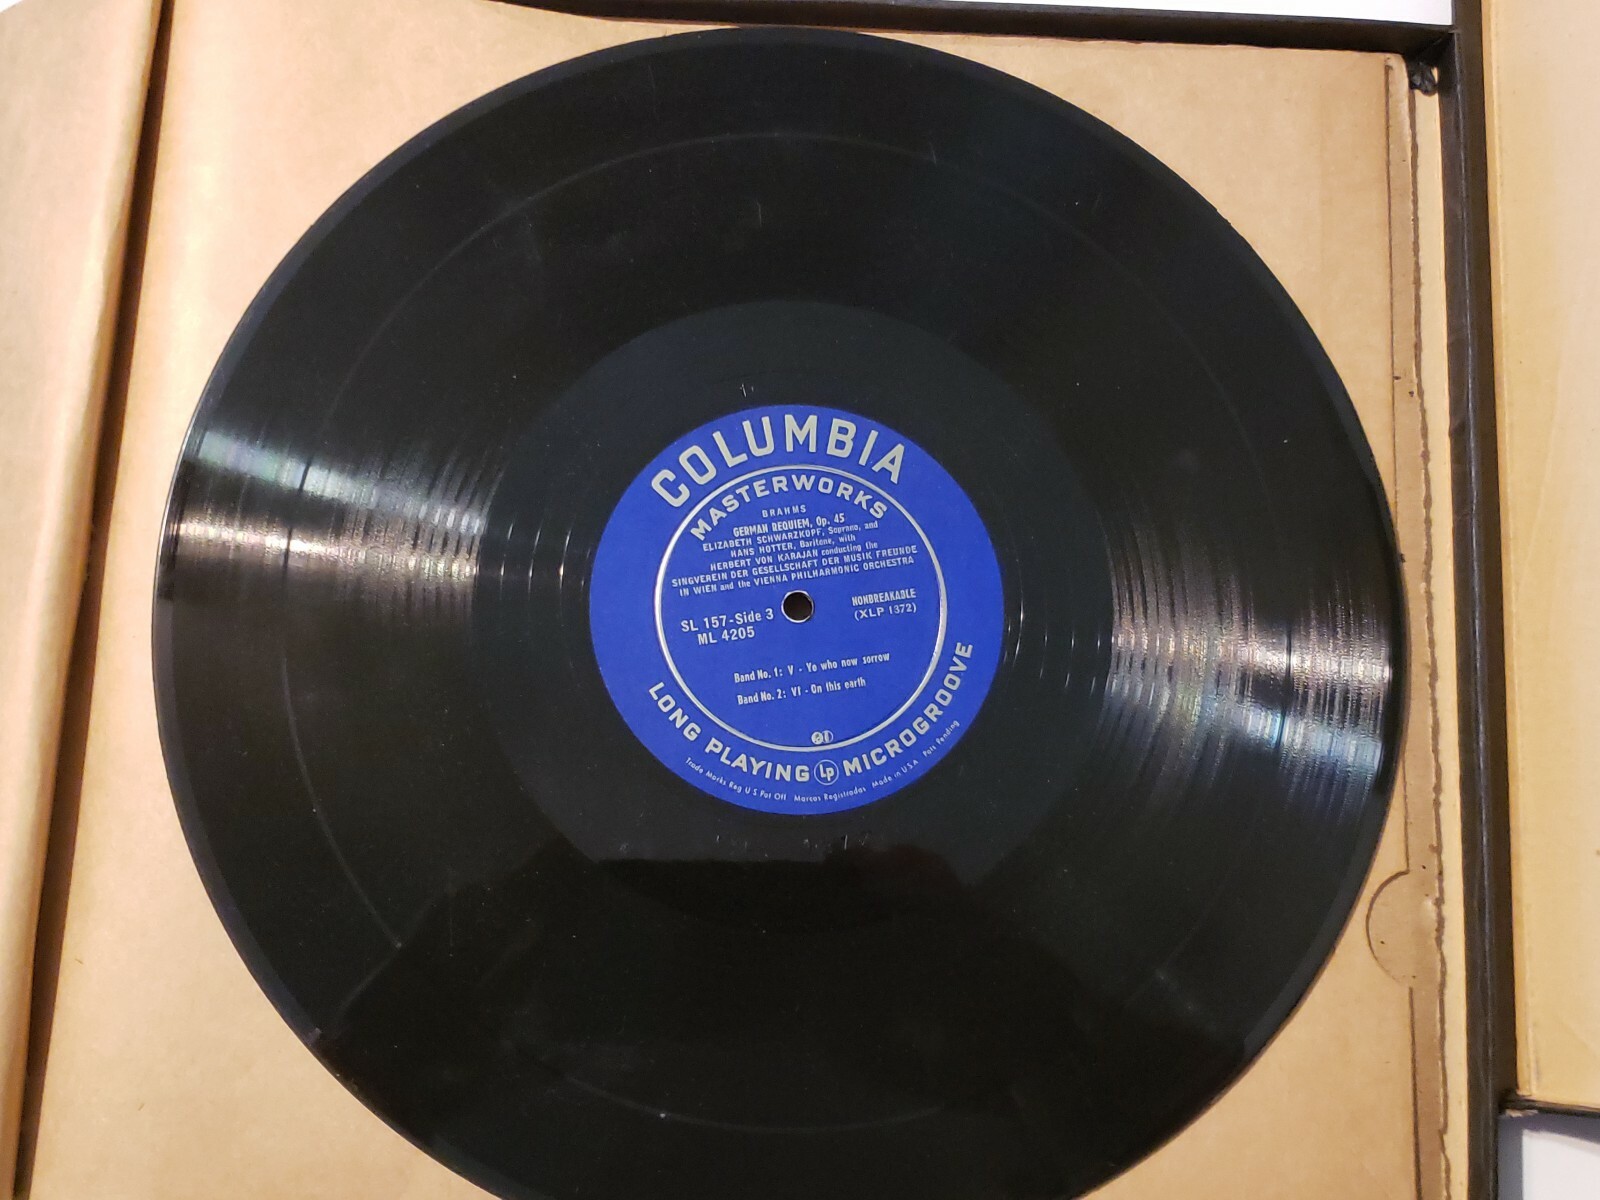 COLUMBIA
MASTERWORKS
BRAHMS
GERMAN REQUIEM, Op. 45
ELIZABETH SCHWARZKOPF, Soprano, and
HANS HOTTER, Baritone, with
HERBERT VON KARAJAN conducting the
SINGVEREIN DER GESELLSCHAFT DER MUSIK FREUNDE
IN WIEN and the VIENNA PHILHARMONIC ORCHESTRA
SL 157-Side 3
ML 4205
NONBREAKABLE
(XLP 1372)
Band No. 1: V - Ye who now sorrow
Band No. 2: VI - On this earth
LONG PLAYING Lp MICROGROOVE
Trade Marks Reg U S Pat Off Marcas Registradas Made in U.S.A. Pats Pending